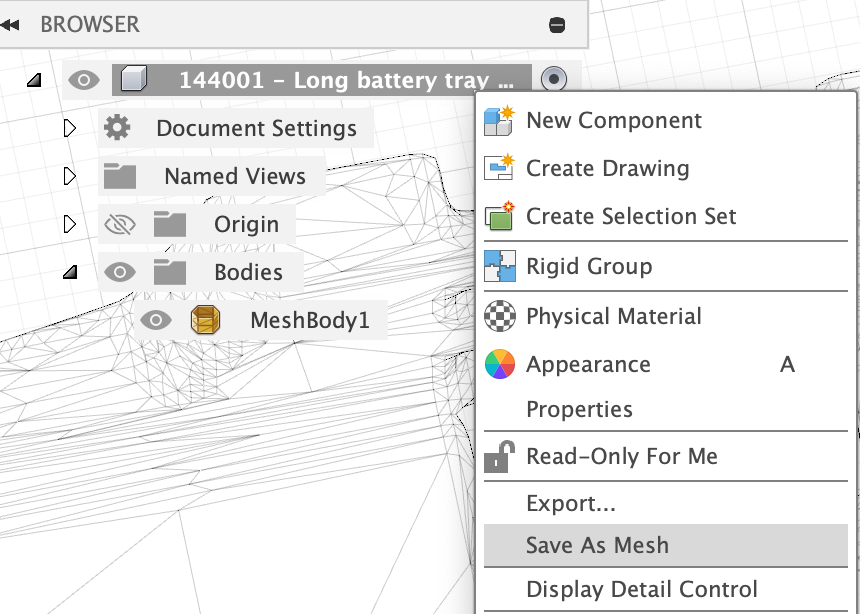 BROWSER
144001 – Long battery tray ...
Document Settings
Named Views
Origin
Bodies
MeshBody1
New Component
Create Drawing
Create Selection Set
Rigid Group
Physical Material
Appearance A
Properties
Read-Only For Me
Export...
Save As Mesh
Display Detail Control